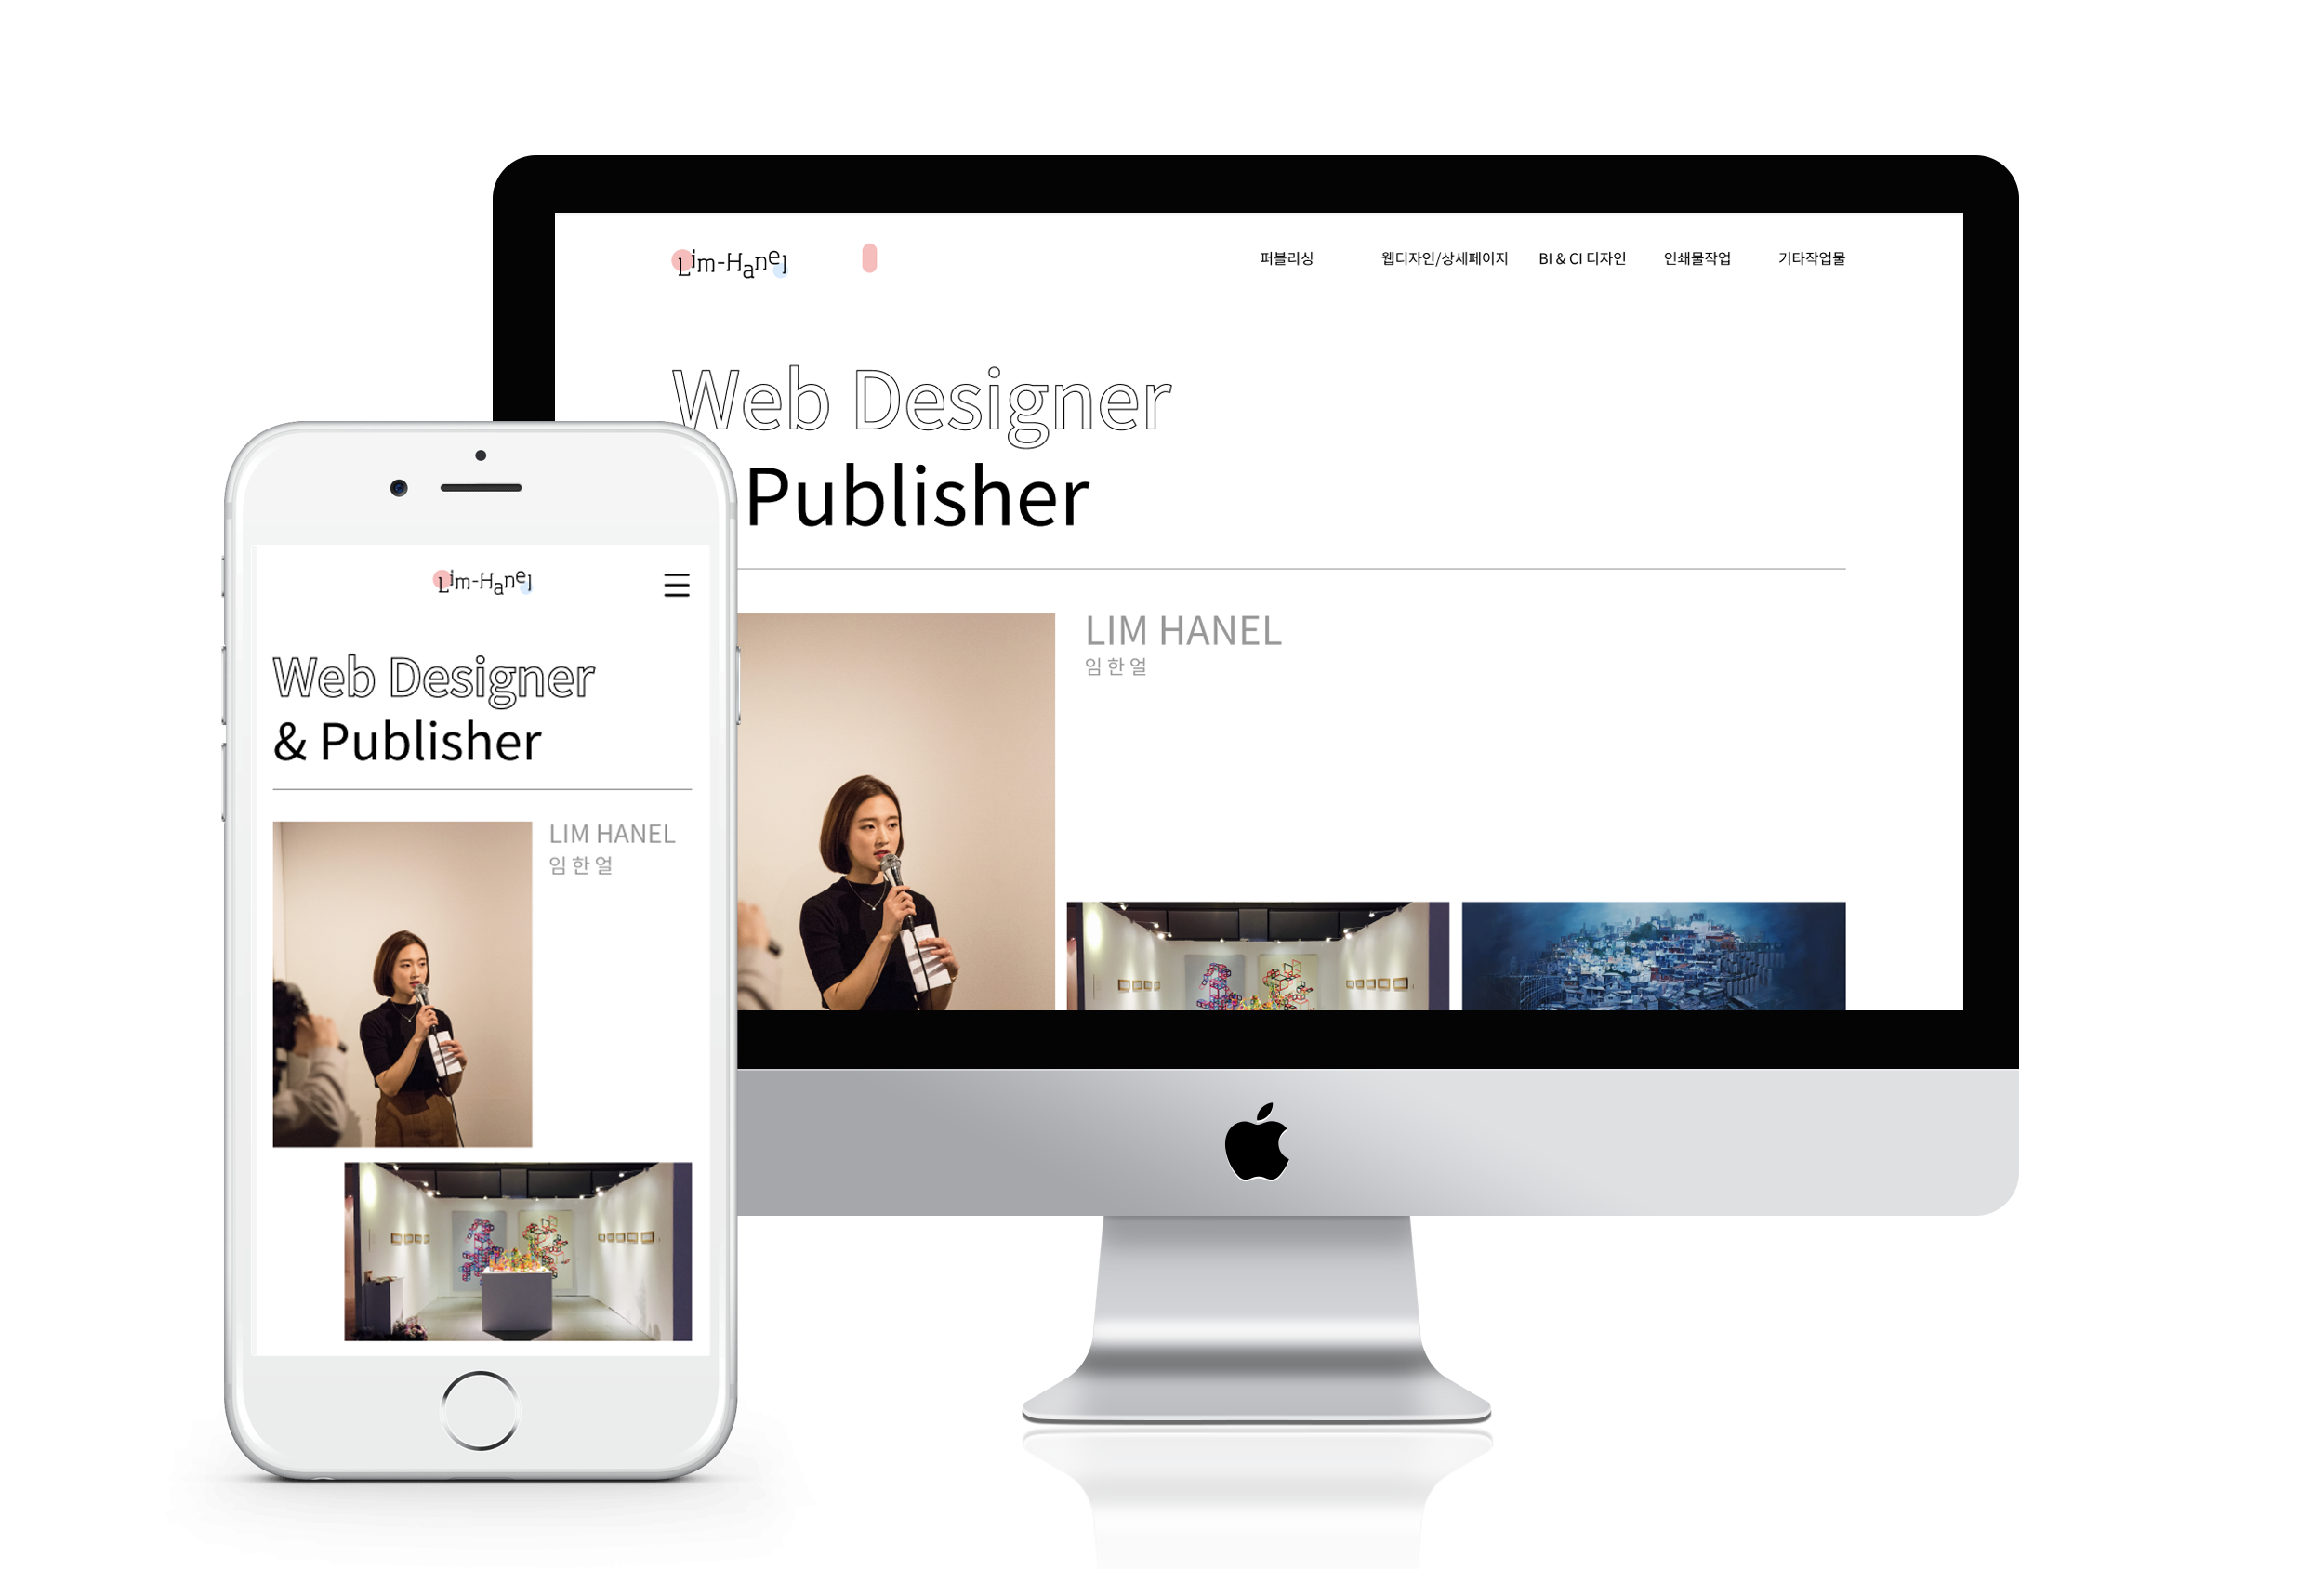 Lim-Hanel
퍼블리싱 웹디자인/상세페이지 BI & CI 디자인 인쇄물작업 기타작업물
Web Designer
Publisher
LIM HANEL
임한얼
Lim-Hanel
Web Designer
& Publisher
LIM HANEL
임한얼